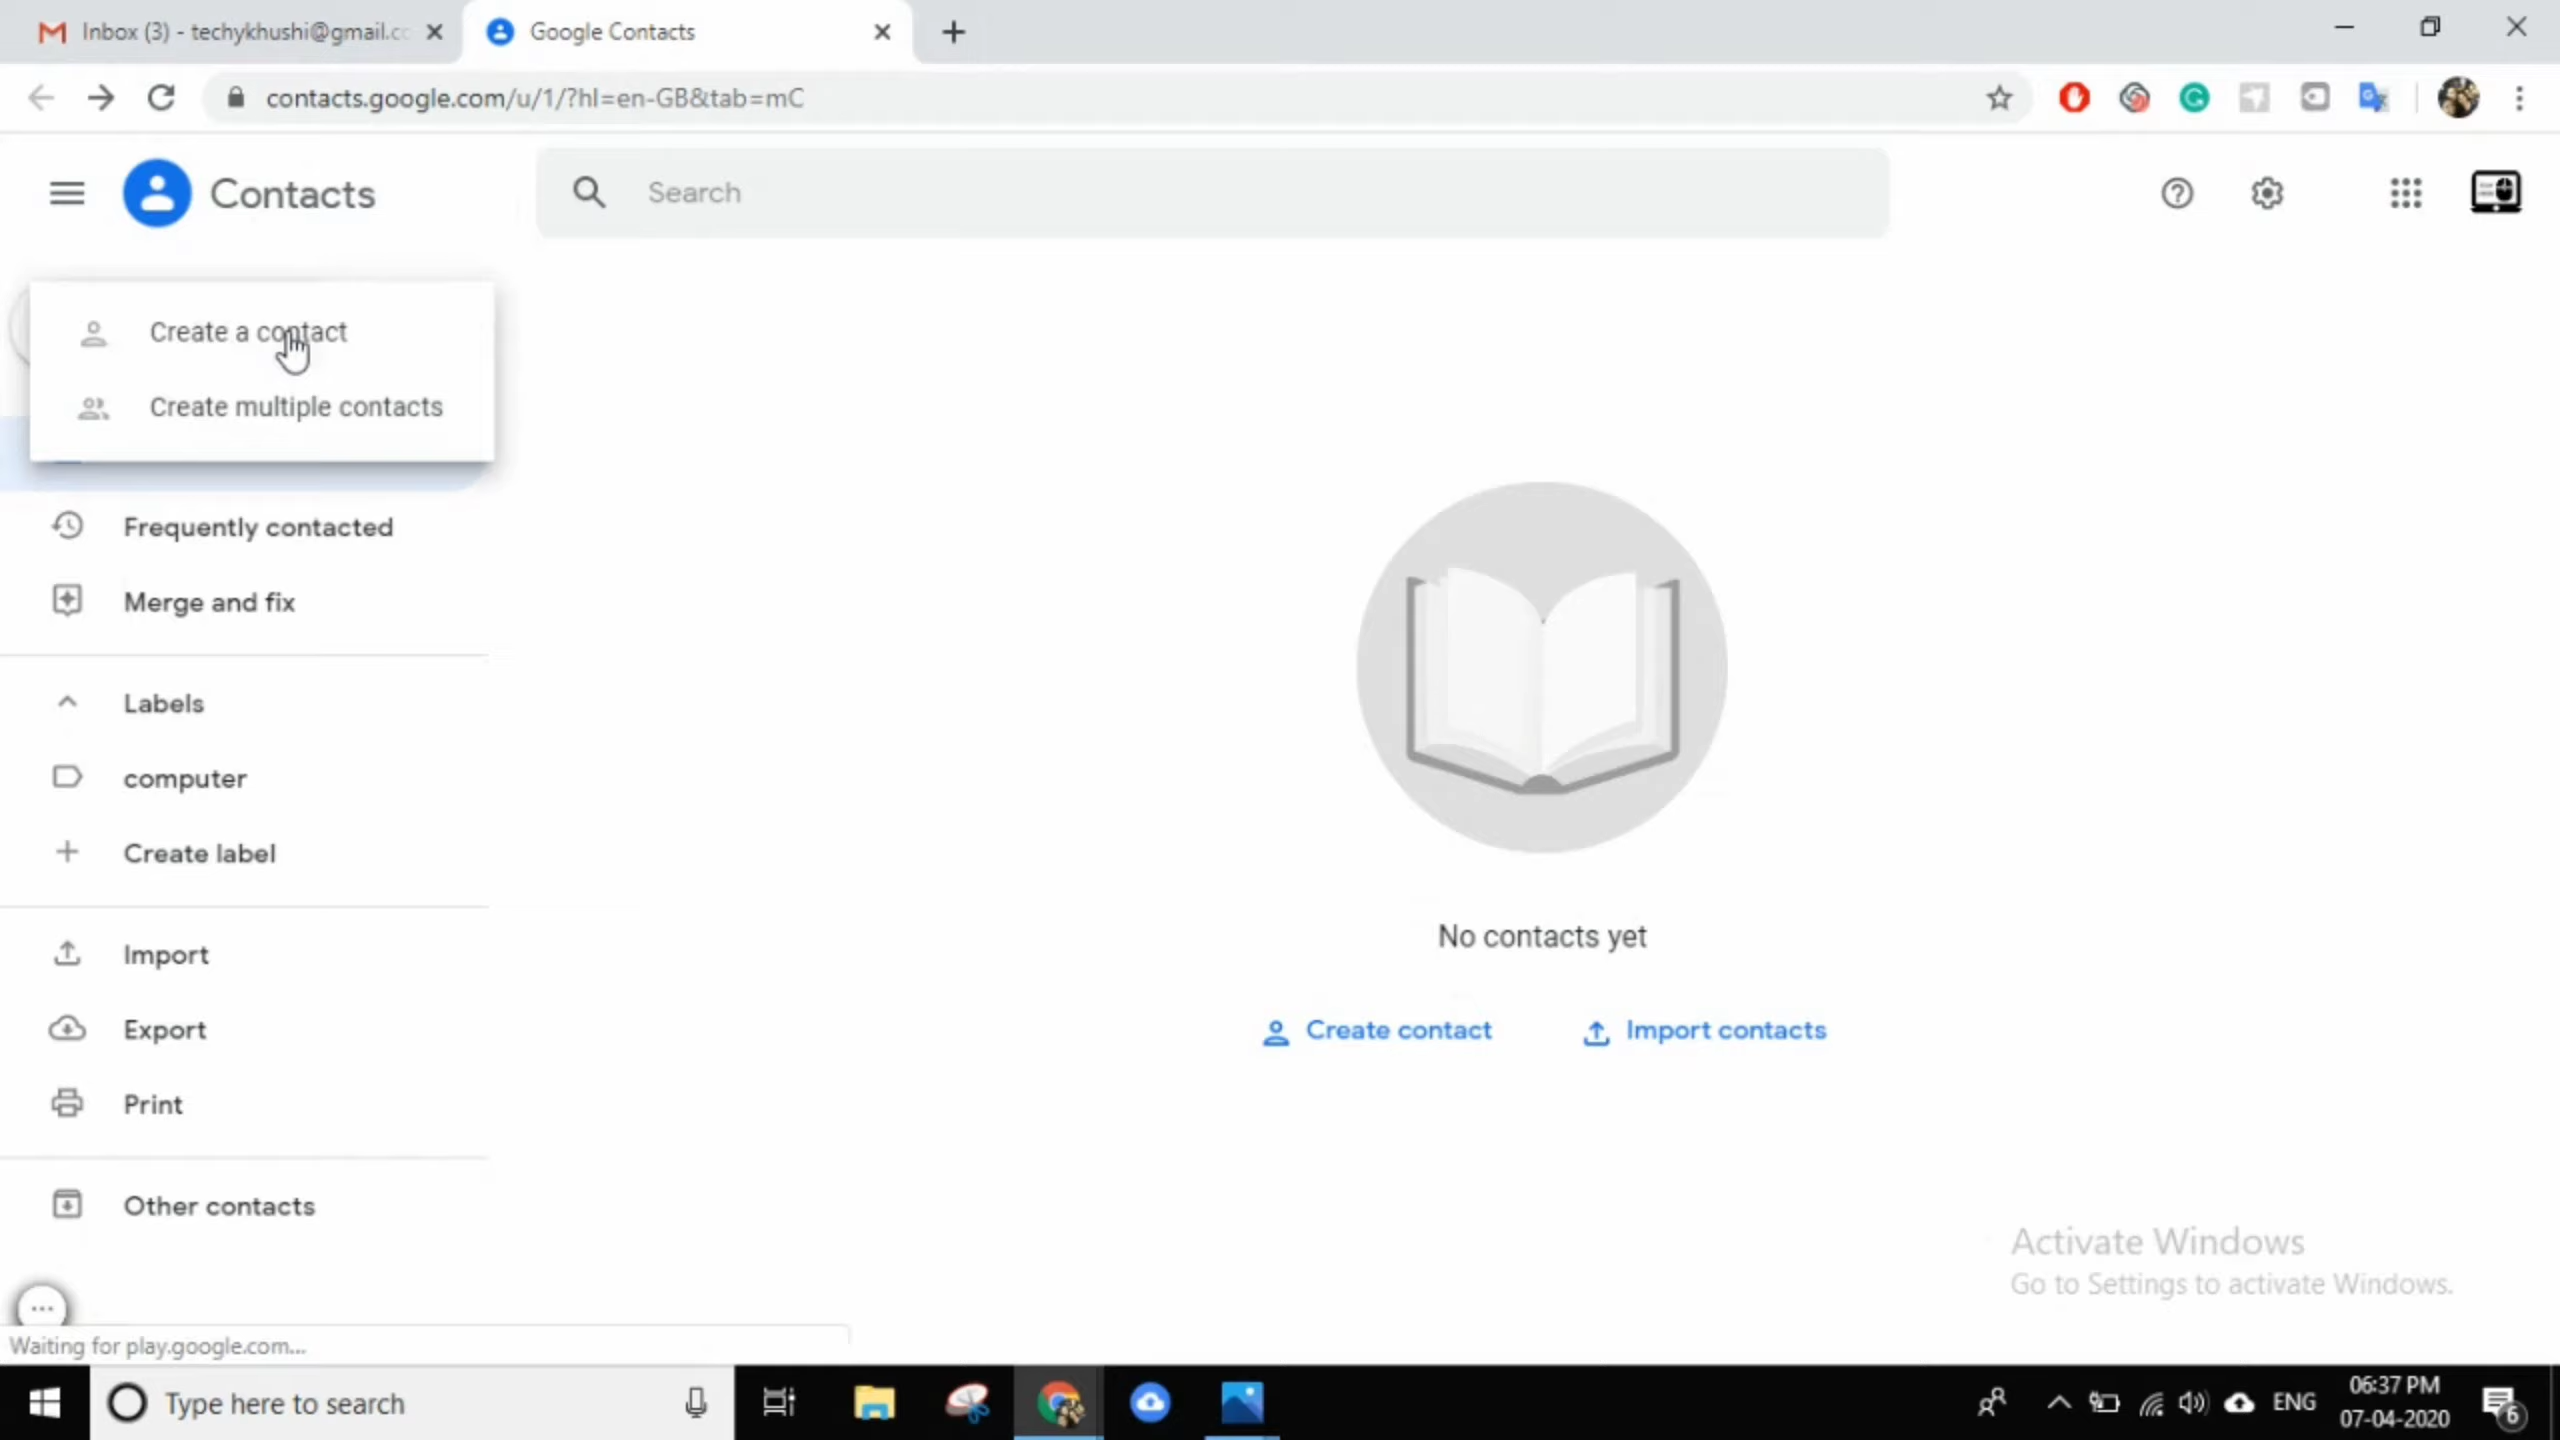 Inbox (3) - techykhushi@gmail.co
Google Contacts
contacts.google.com/u/1/?hl=en-GB&tab=mC
Contacts
Search
Create a contact
Create multiple contacts
Frequently contacted
Merge and fix
Labels
computer
Create label
Import
Export
Print
Other contacts
No contacts yet
Create contact
Import contacts
Activate Windows
Go to Settings to activate Windows.
Waiting for play.google.com...
Type here to search
ENG
06:37 PM
07-04-2020
6